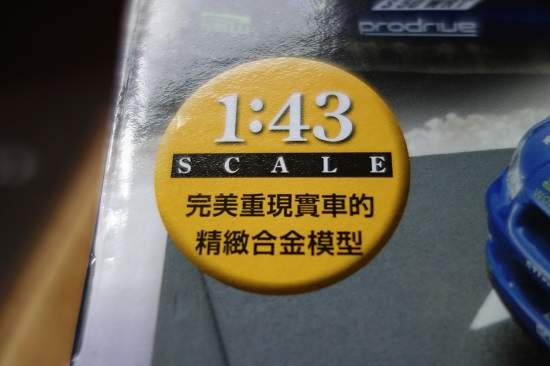 prodrive
1:43
SCALE
完美重現實車的
精緻合金模型